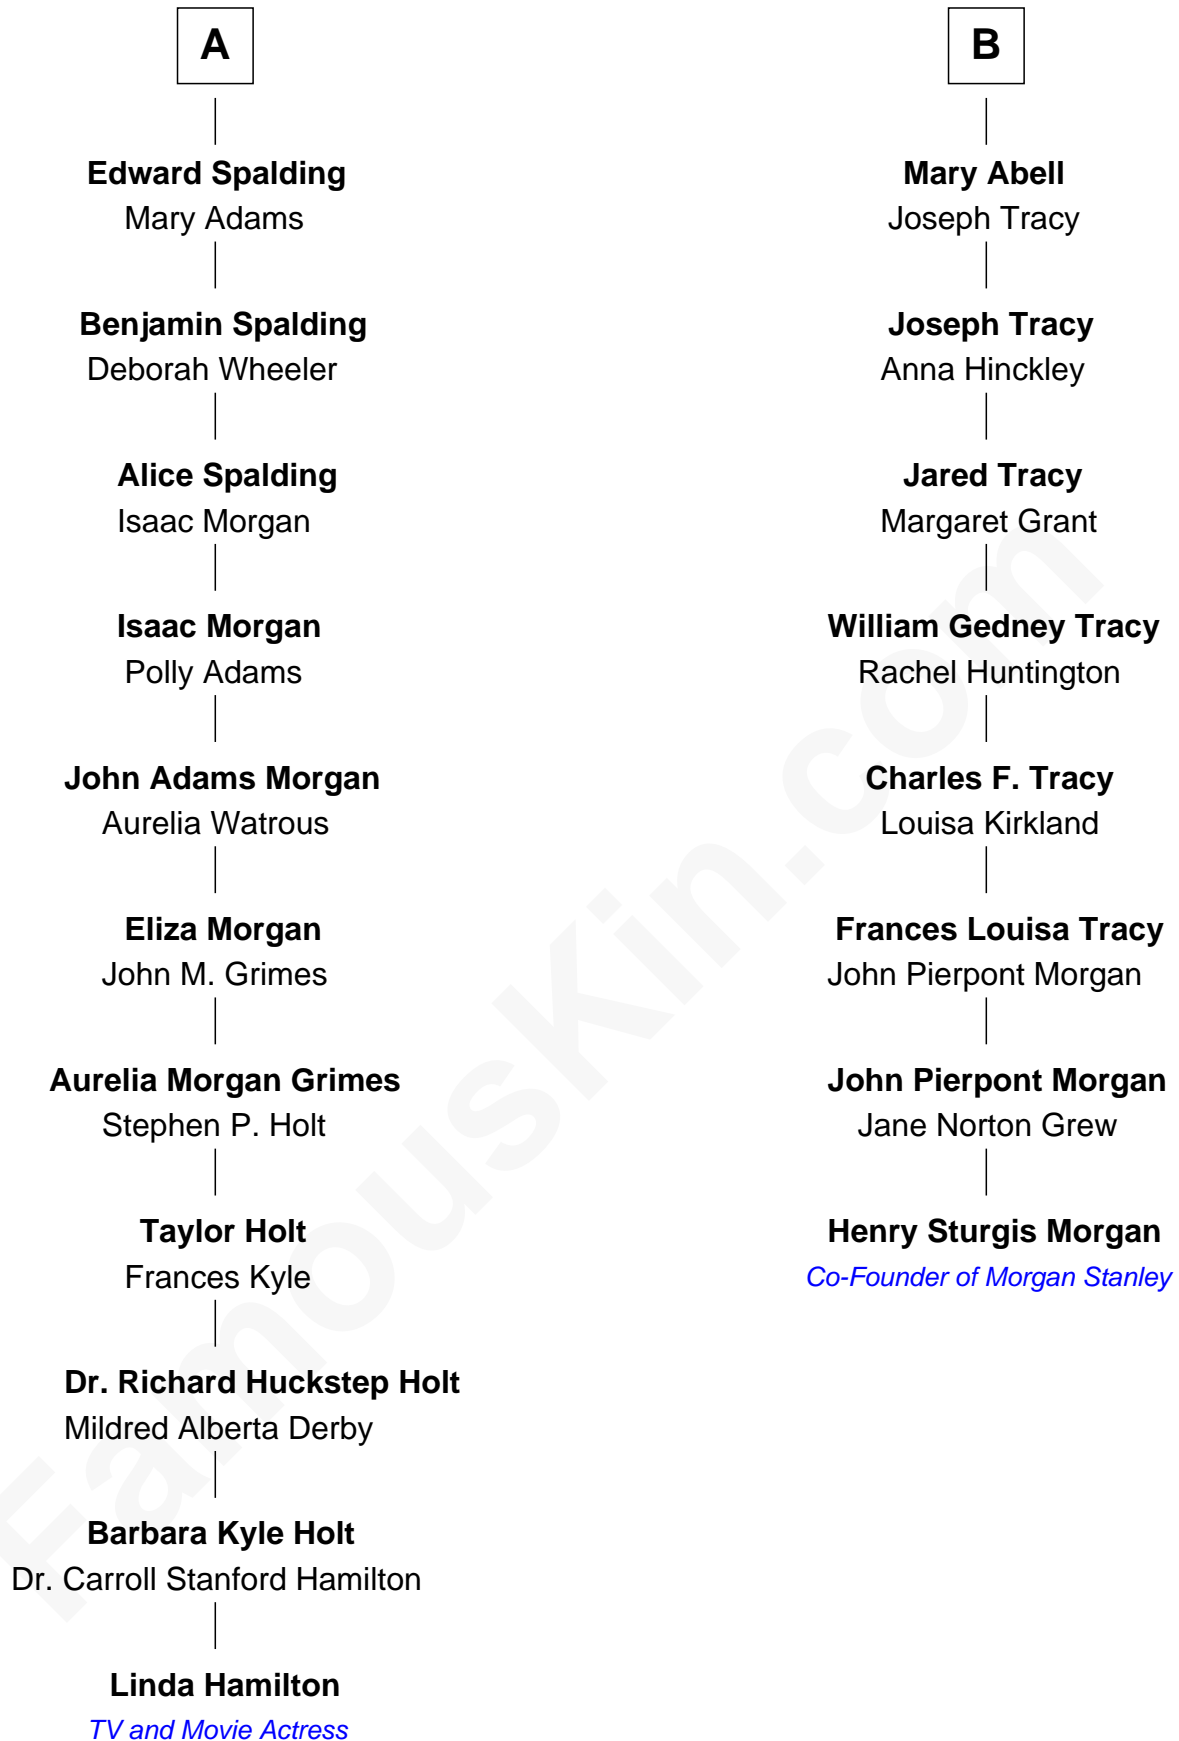 A
Edward Spalding
Mary Adams
Benjamin Spalding
Deborah Wheeler
Alice Spalding
Isaac Morgan
Isaac Morgan
Polly Adams
John Adams Morgan
Aurelia Watrous
Eliza Morgan
John M. Grimes
Aurelia Morgan Grimes
Stephen P. Holt
Taylor Holt
Frances Kyle
Dr. Richard Huckstep Holt
Mildred Alberta Derby
Barbara Kyle Holt
Dr. Carroll Stanford Hamilton
Linda Hamilton
TV and Movie Actress
B
Mary Abell
Joseph Tracy
Joseph Tracy
Anna Hinckley
Jared Tracy
Margaret Grant
William Gedney Tracy
Rachel Huntington
Charles F. Tracy
Louisa Kirkland
Frances Louisa Tracy
John Pierpont Morgan
John Pierpont Morgan
Jane Norton Grew
Henry Sturgis Morgan
Co-Founder of Morgan Stanley
FamousKin.com